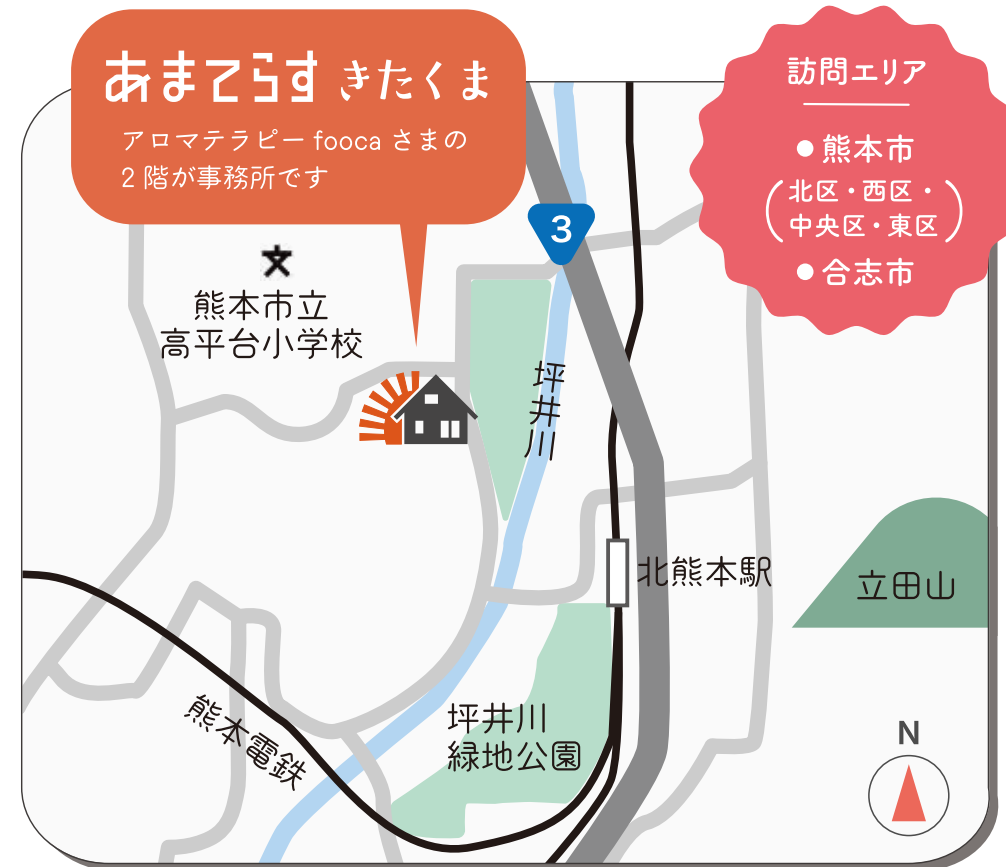 あまてらす きたくま
アロマテラピー fooca さまの
2 階が事務所です
訪問エリア
●熊本市
(北区・西区・
中央区・東区)
●合志市
3
文
熊本市立
高平台小学校
坪井川
北熊本駅
立田山
熊本電鉄
坪井川
緑地公園
N